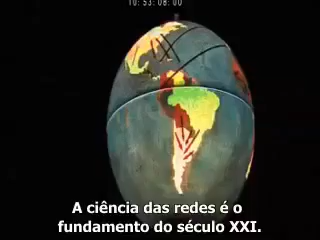 10:53:08:00
A ciência das redes é o
fundamento do século XXI.